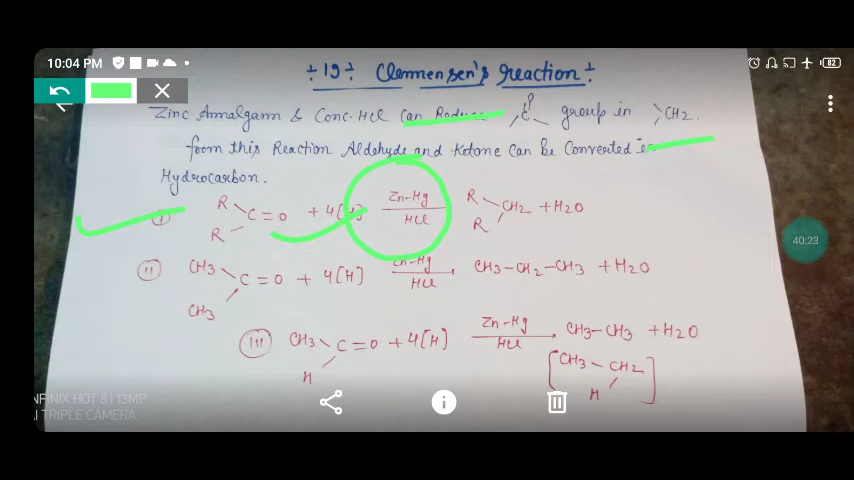 10:04 PM
82
÷19÷ Clemmensen's reaction ÷
Zinc Amalgam & Conc. HCl can Reduce C=O group in >CH2.
from this Reaction Aldehyde and Ketone can be Converted in
Hydrocarbon.
(I) R R C=O + 4[H] Zn-Hg HCl R R CH2 + H2O
40:23
(II) CH3 CH3 C=O + 4[H] Zn-Hg HCl CH3-CH2-CH3 + H2O
(III) CH3 H C=O + 4[H] Zn-Hg HCl CH3-CH3 + H2O
[CH3-CH2 H]
NFINIX HOT 8 | 13MP
AI TRIPLE CAMERA